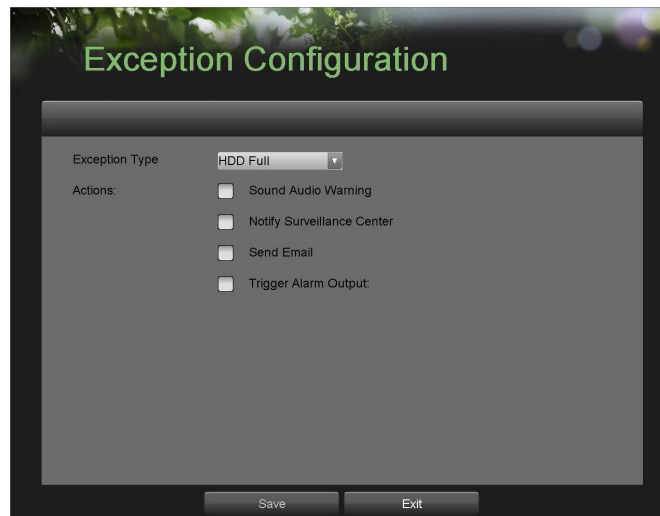 Exception Configuration
Exception Type HDD Full
Actions: Sound Audio Warning
Notify Surveillance Center
Send Email
Trigger Alarm Output:
Save Exit